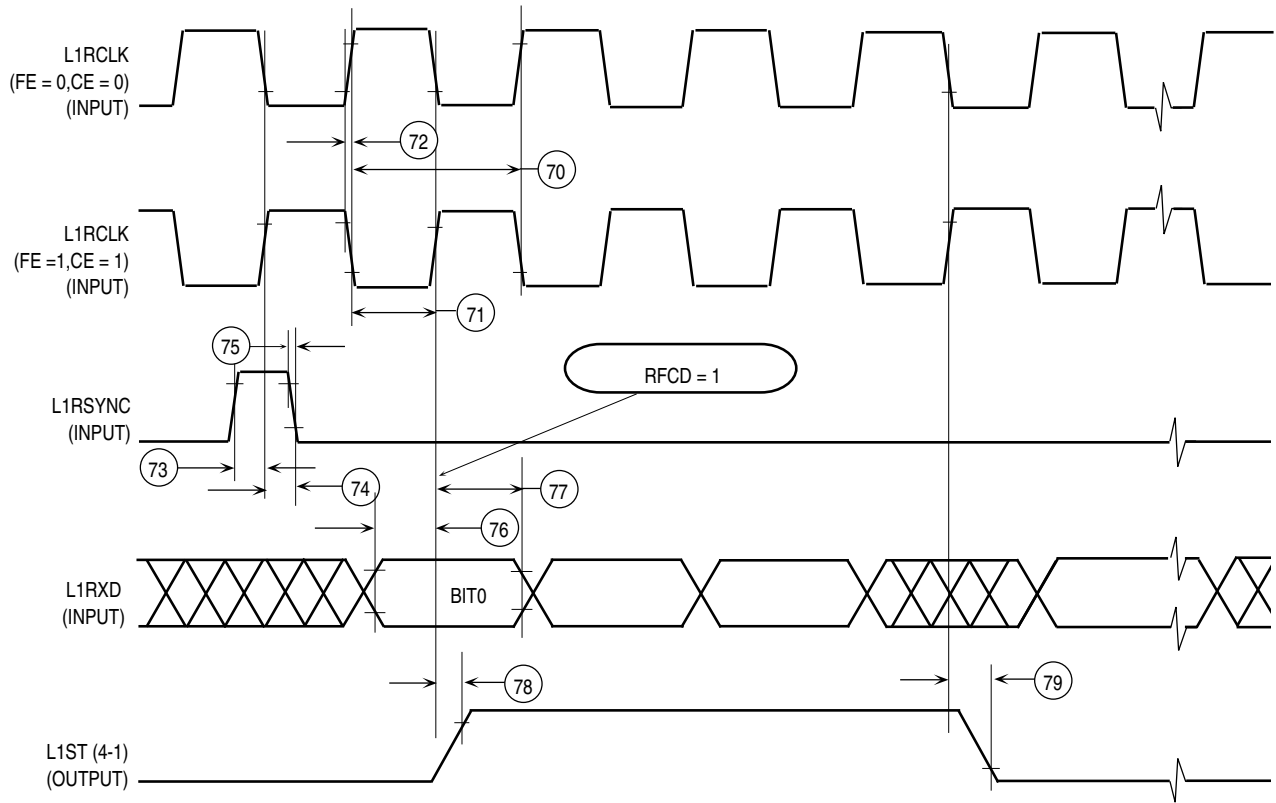 L1RCLK
(FE = 0,CE = 0)
(INPUT)
72
70
L1RCLK
(FE =1,CE = 1)
(INPUT)
71
75
RFCD = 1
L1RSYNC
(INPUT)
73
74
77
76
L1RXD
(INPUT)
BIT0
78
79
L1ST (4-1)
(OUTPUT)